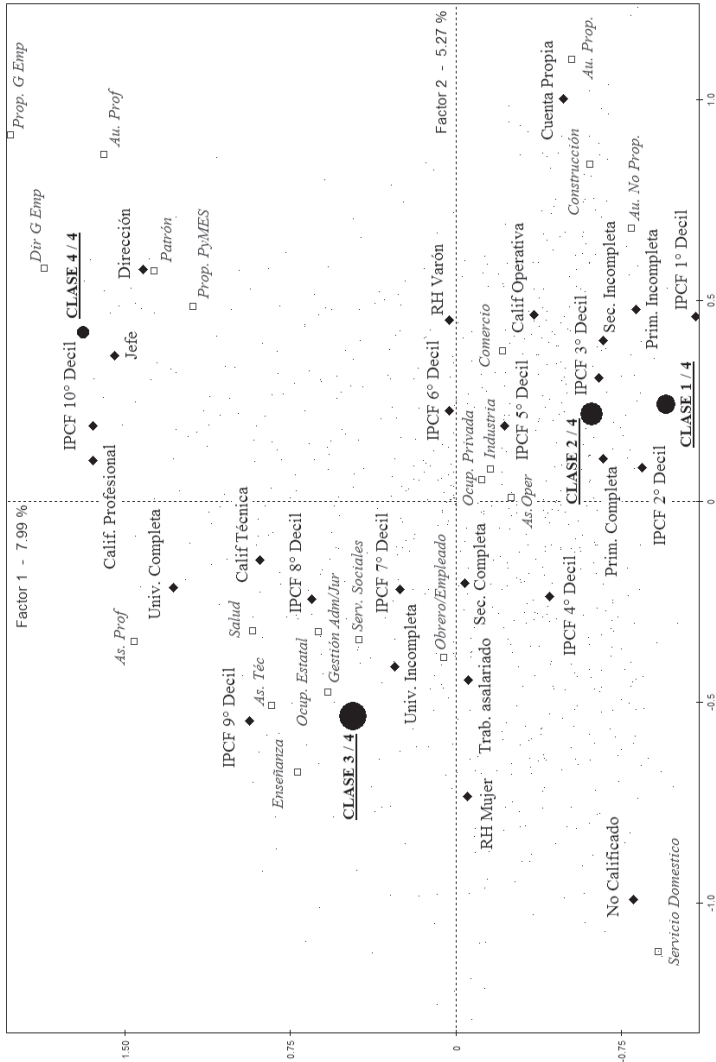 Prop. G Emp
Factor 1 - 7.99 %
Dir G Emp
IPCF 10° Decil
CLASE 4 / 4
Calif. Profesional
Au. Prof
As. Prof
1.50
Dirección
Jefe
Univ. Completa
Patrón
Prop. PyMES
IPCF 9° Decil
Salud
Calif Técnica
As. Téc
Enseñanza
0.75
IPCF 8° Decil
Ocup. Estatal
Gestión Adm/Jur
CLASE 3 / 4
Serv. Sociales
IPCF 7° Decil
Univ. Incompleta
IPCF 6° Decil
RH Varón
Obrero/Empleado
Factor 2 - 5.27 %
0
Ocup. Privada
Sec. Completa
Trab. asalariado
Comercio
RH Mujer
Industria
Calif Operativa
IPCF 5° Decil
As.Oper
Cuenta Propia
IPCF 4° Decil
CLASE 2 / 4
Construcción
IPCF 3° Decil
Au. Prop.
Prim. Completa
Sec. Incompleta
No Calificado
-0.75
Au. No Prop.
Prim. Incompleta
IPCF 2° Decil
Servicio Domestico
IPCF 1° Decil
CLASE 1 / 4
-1.0
-0.5
0
0.5
1.0